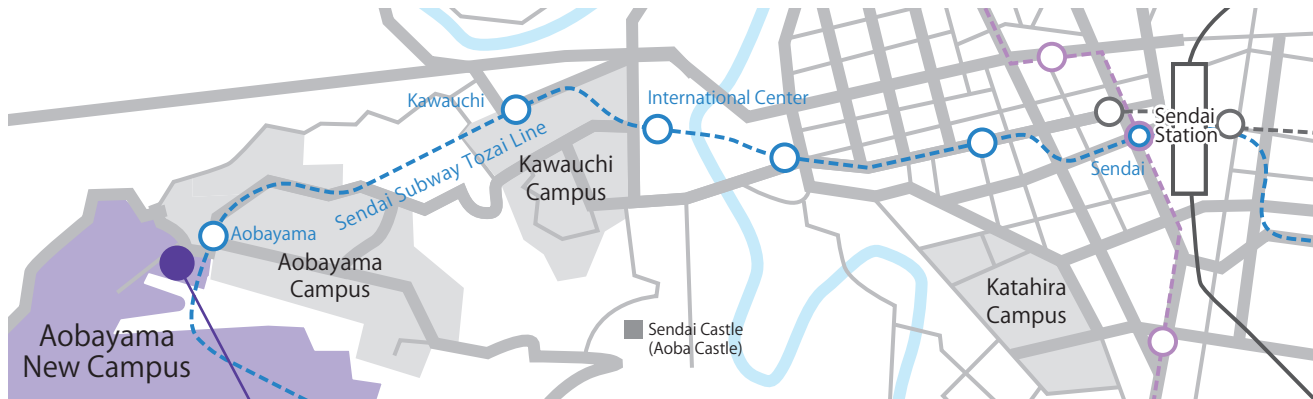 Kawauchi
International Center
Sendai Subway Tozai Line
Kawauchi
Campus
Sendai
Station
Sendai
Aobayama
Aobayama
Campus
Katahira
Campus
Sendai Castle
(Aoba Castle)
Aobayama
New Campus